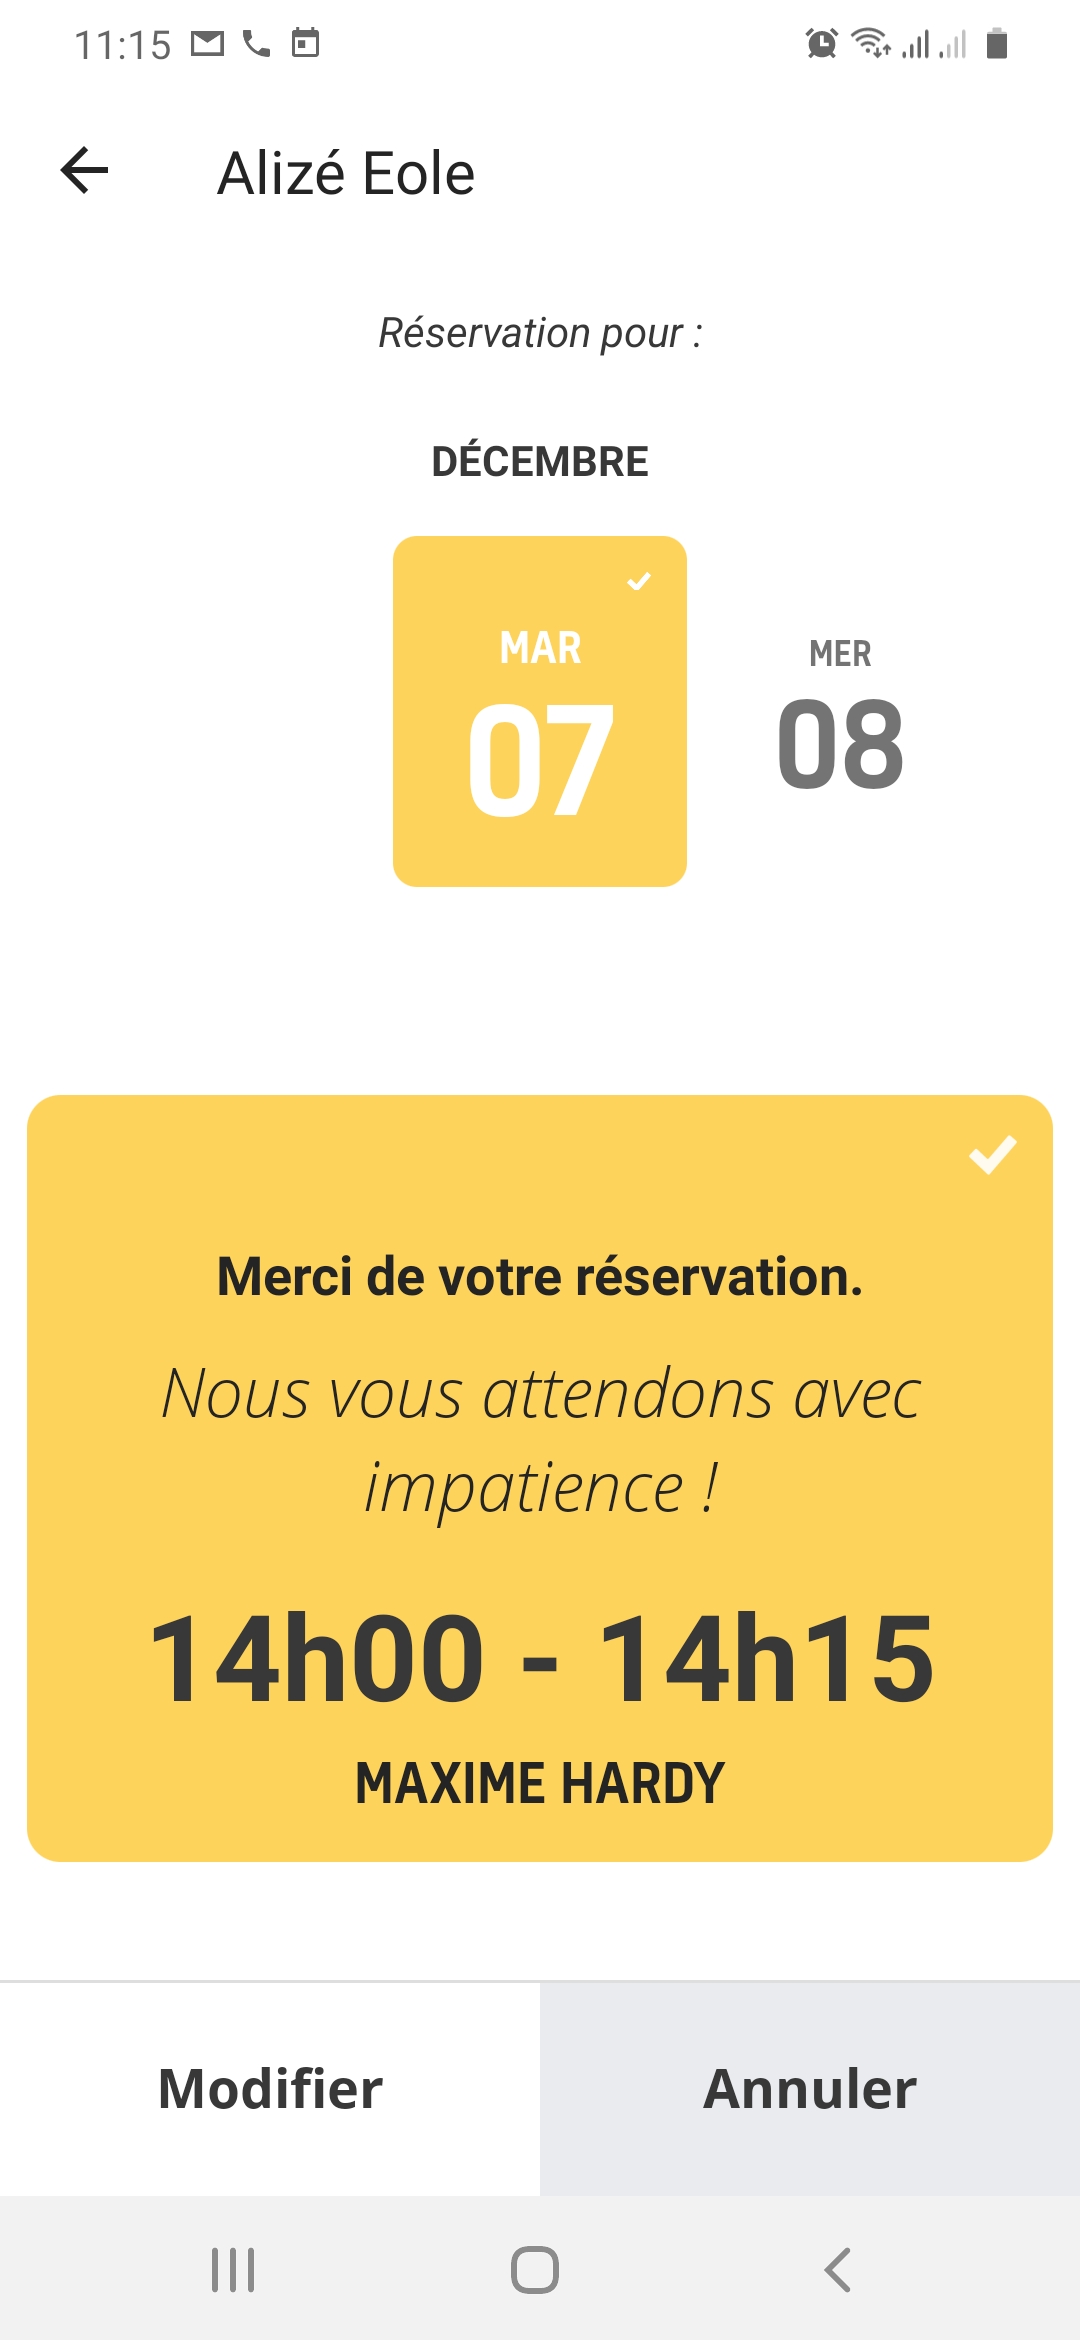 11:15
Alizé Eole
Réservation pour :
DÉCEMBRE
MAR
07
MER
08
Merci de votre réservation.
Nous vous attendons avec
impatience !
14h00 - 14h15
MAXIME HARDY
Modifier
Annuler